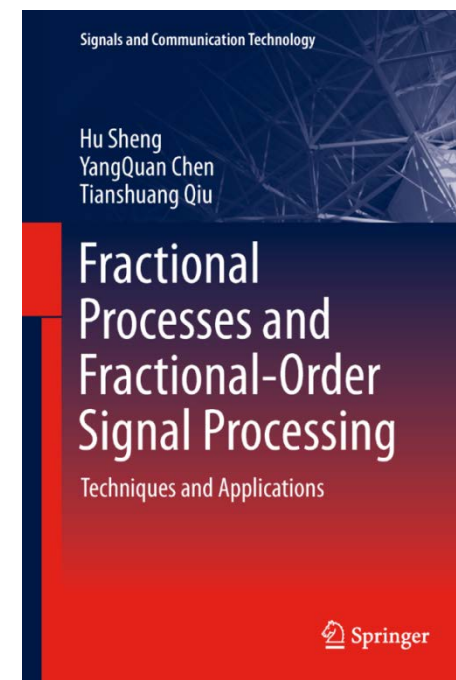 Signals and Communication Technology
Hu Sheng
YangQuan Chen
Tianshuang Qiu
Fractional
Processes and
Fractional-Order
Signal Processing
Techniques and Applications
Springer